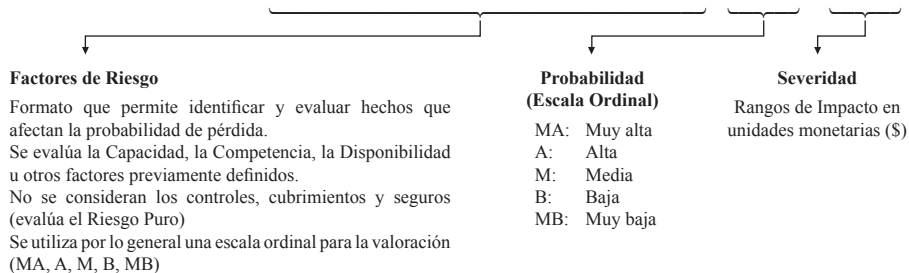 Factores de Riesgo
Formato que permite identificar y evaluar hechos que
afectan la probabilidad de pérdida.
Se evalúa la Capacidad, la Competencia, la Disponibilidad
u otros factores previamente definidos.
No se consideran los controles, cubrimientos y seguros
(evalúa el Riesgo Puro)
Se utiliza por lo general una escala ordinal para la valoración
(MA, A, M, B, MB)
Probabilidad
(Escala Ordinal)
MA: Muy alta
A: Alta
M: Media
B: Baja
MB: Muy baja
Severidad
Rangos de Impacto en
unidades monetarias ($)